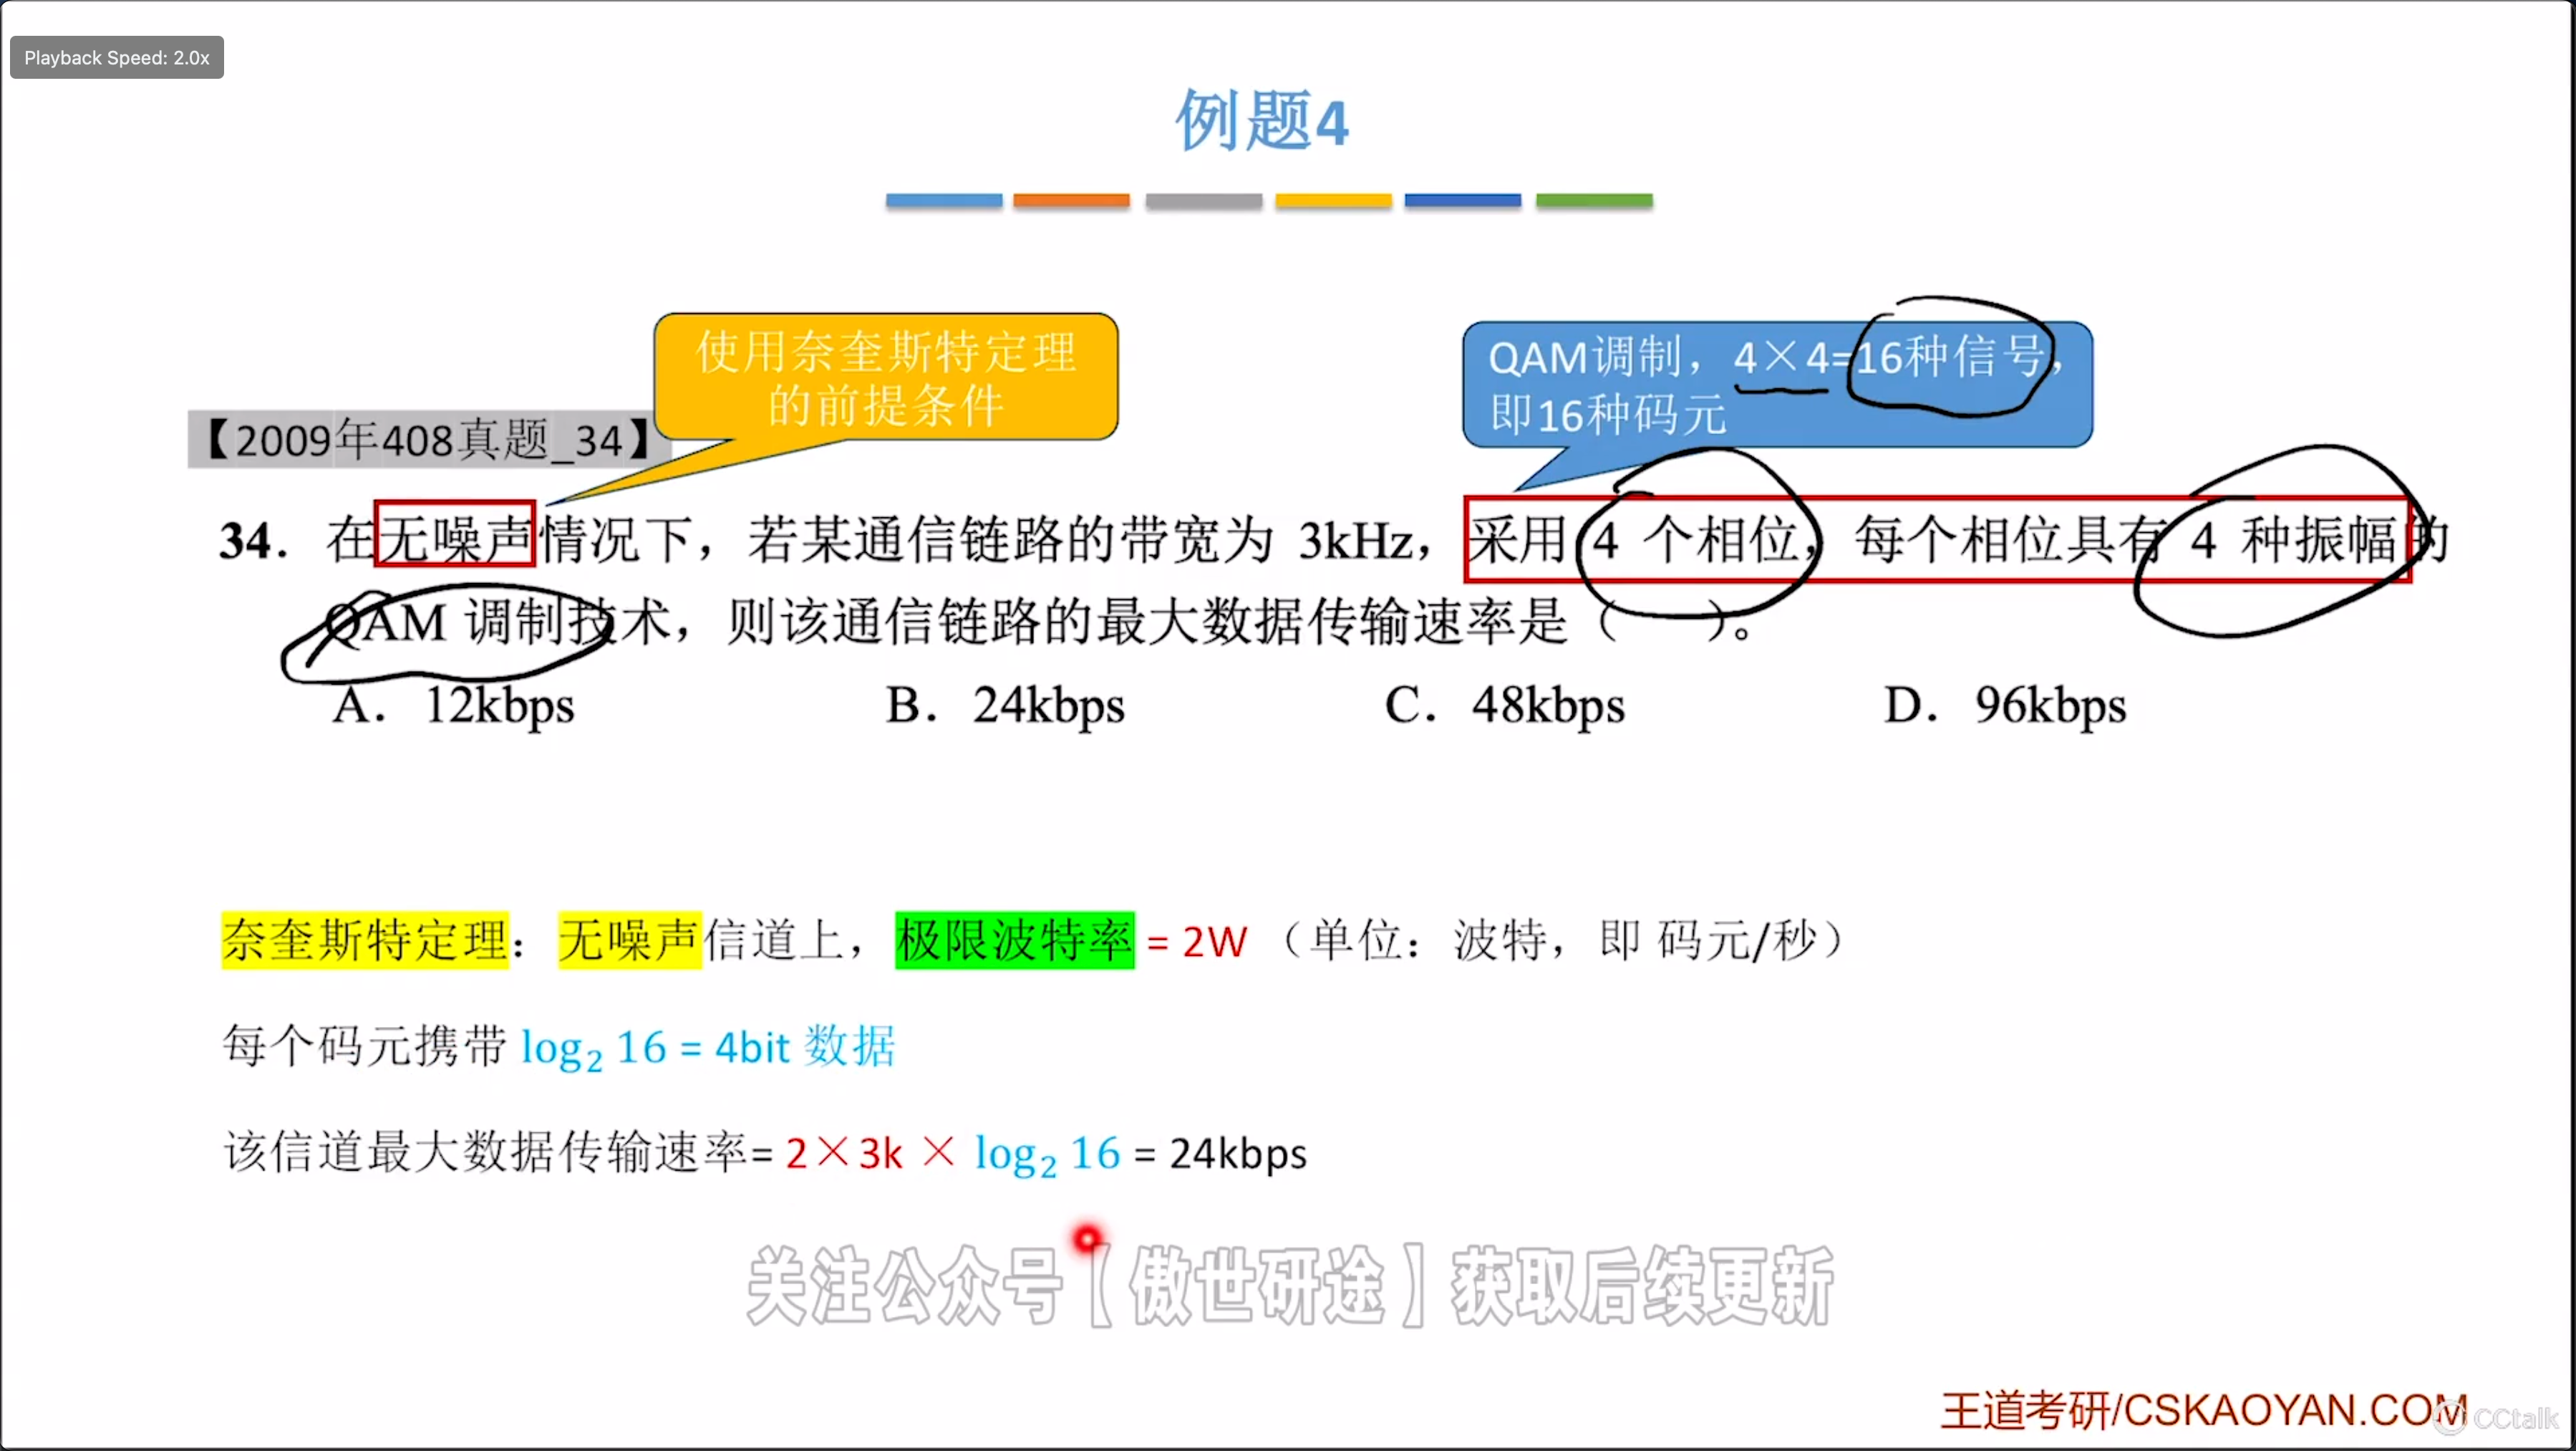 Playback Speed: 2.0x
例题4
使用奈奎斯特定理
的前提条件
QAM调制，4×4=16种信号，
即16种码元
【2009年408真题_34】
34. 在无噪声情况下，若某通信链路的带宽为 3kHz，采用 4 个相位，每个相位具有 4 种振幅的
QAM 调制技术，则该通信链路的最大数据传输速率是（ ）。
A. 12kbps B. 24kbps C. 48kbps D. 96kbps
奈奎斯特定理：无噪声信道上，极限波特率 = 2W（单位：波特，即 码元/秒）
每个码元携带 log₂ 16 = 4bit 数据
该信道最大数据传输速率= 2×3k × log₂ 16 = 24kbps
关注公众号【傲世研途】获取后续更新
王道考研/CSKAOYAN.COM
CCtalk